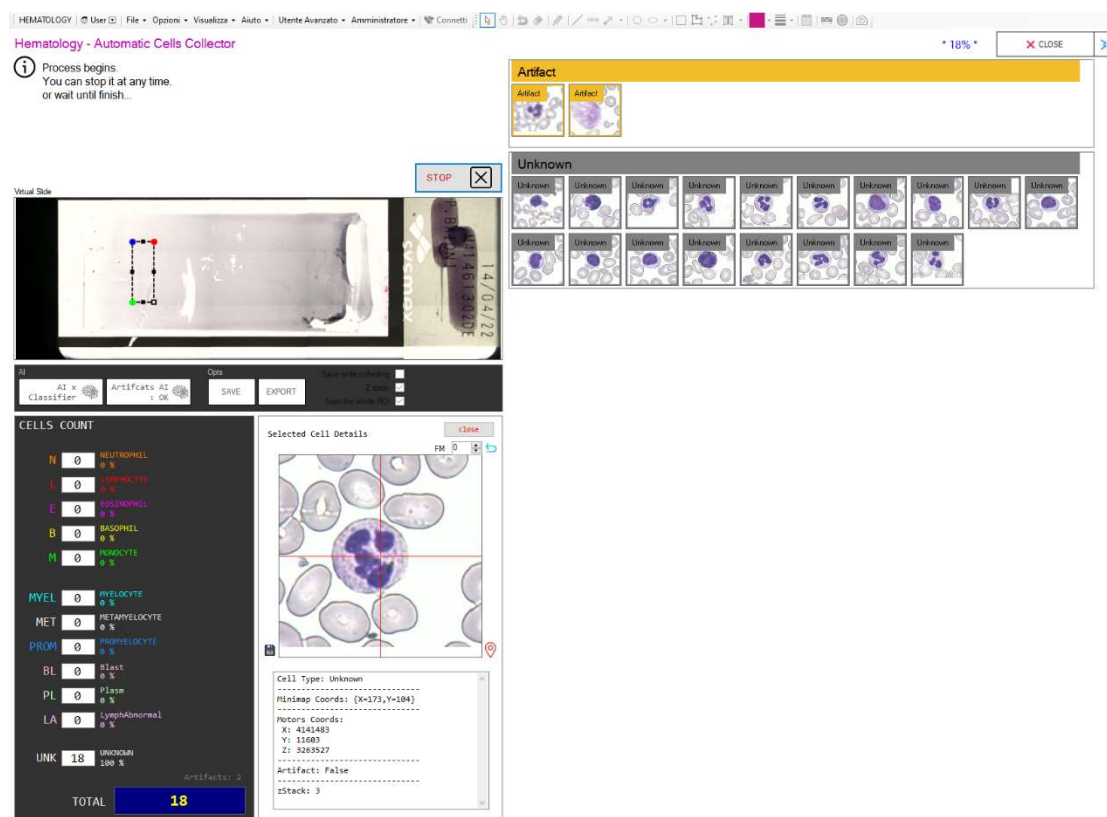 HEMATOLOGY User File Opzioni Visualizza Aiuto Utente Avanzato Amministratore Connetti
Hematology - Automatic Cells Collector
* 18% *
CLOSE
Process begins.
You can stop it at any time.
or wait until finish...
STOP
Virtual Slide
sysmex
14/04/22
AI
Opts
AI x
Classifier
Artifcats AI
: OK
SAVE
EXPORT
Save while collecting
Z stack
Scan the whole ROI
CELLS COUNT
N 0 NEUTROPHIL
0 %
L 0 LYMPHOCYTE
0 %
E 0 EOSINOPHIL
0 %
B 0 BASOPHIL
0 %
M 0 MONOCYTE
0 %
MYEL 0 MYELOCYTE
0 %
MET 0 METAMYELOCYTE
0 %
PROM 0 PROMYELOCYTE
0 %
BL 0 Blast
0 %
PL 0 Plasm
0 %
LA 0 LymphAbnormal
0 %
UNK 18 UNKNOWN
100 %
Artifacts: 2
TOTAL 18
Selected Cell Details
close
FM 0
Cell Type: Unknown
Minimap Coords: {X=173,Y=104}
Motors Coords:
X: 4141483
Y: 11603
Z: 3263527
Artifact: False
zStack: 3
Artifact
Artifact Artifact
Unknown
Unknown Unknown Unknown Unknown Unknown Unknown Unknown Unknown Unknown Unknown
Unknown Unknown Unknown Unknown Unknown Unknown Unknown Unknown